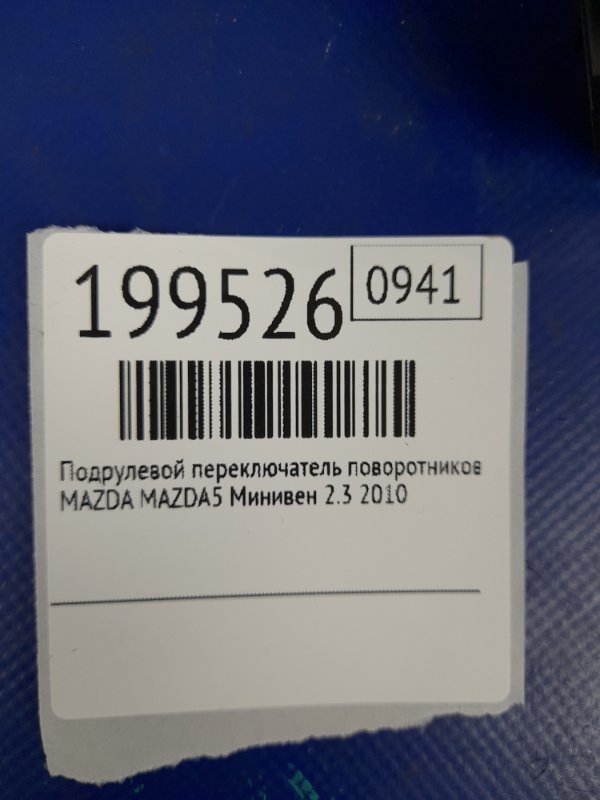 199526 0941
Подрулевой переключатель поворотников
MAZDA MAZDA5 Минивен 2.3 2010